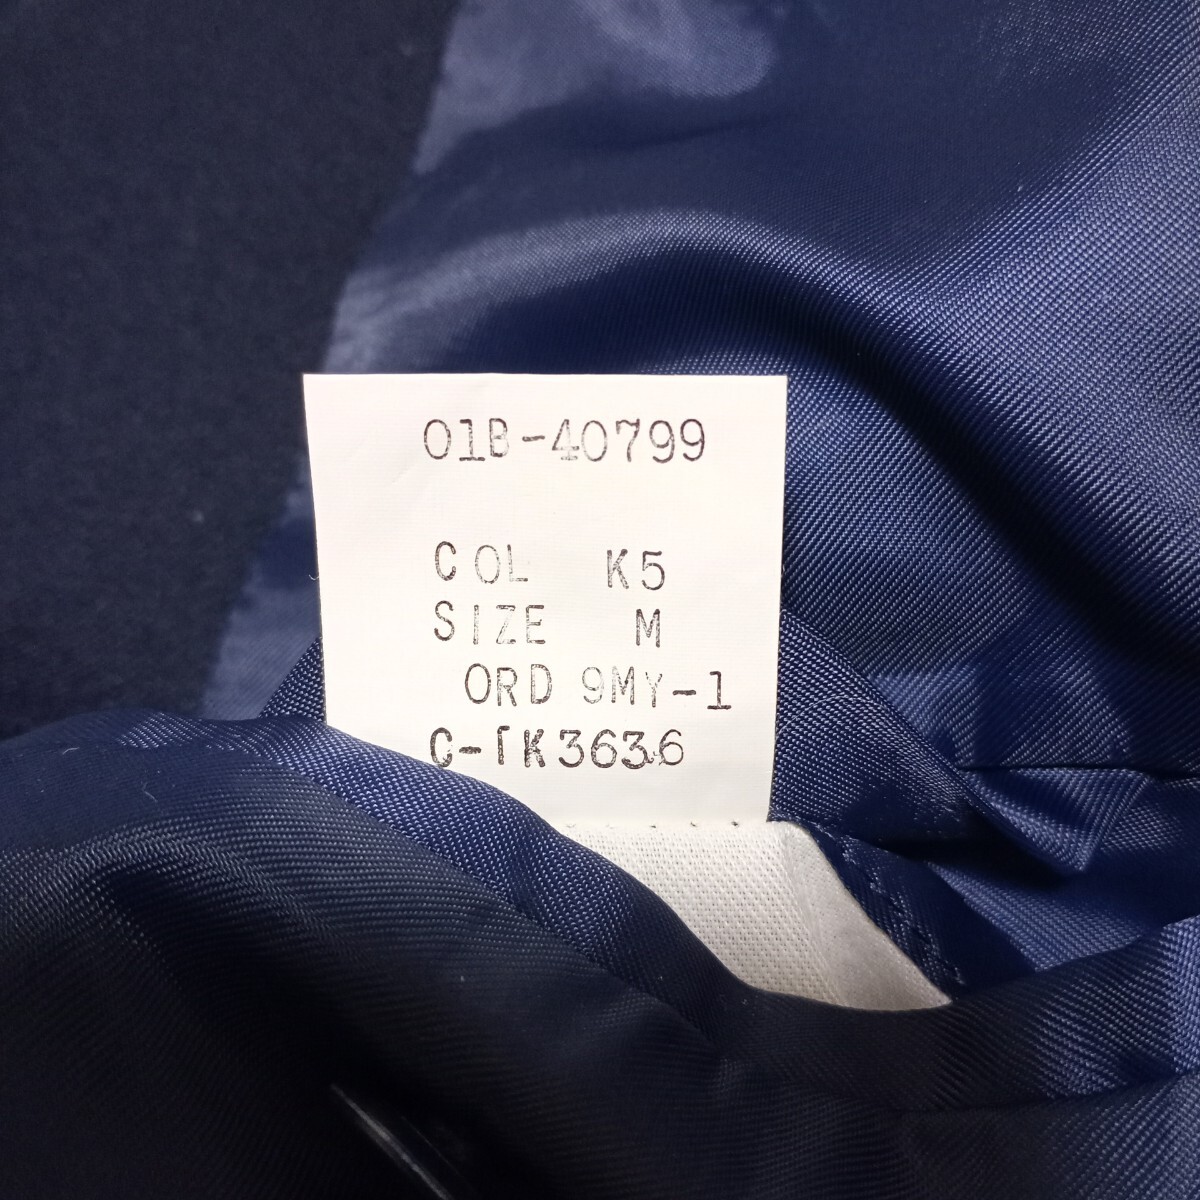 01B-40799
COL K5
SIZE M
ORD 9MY-1
C-TK3636